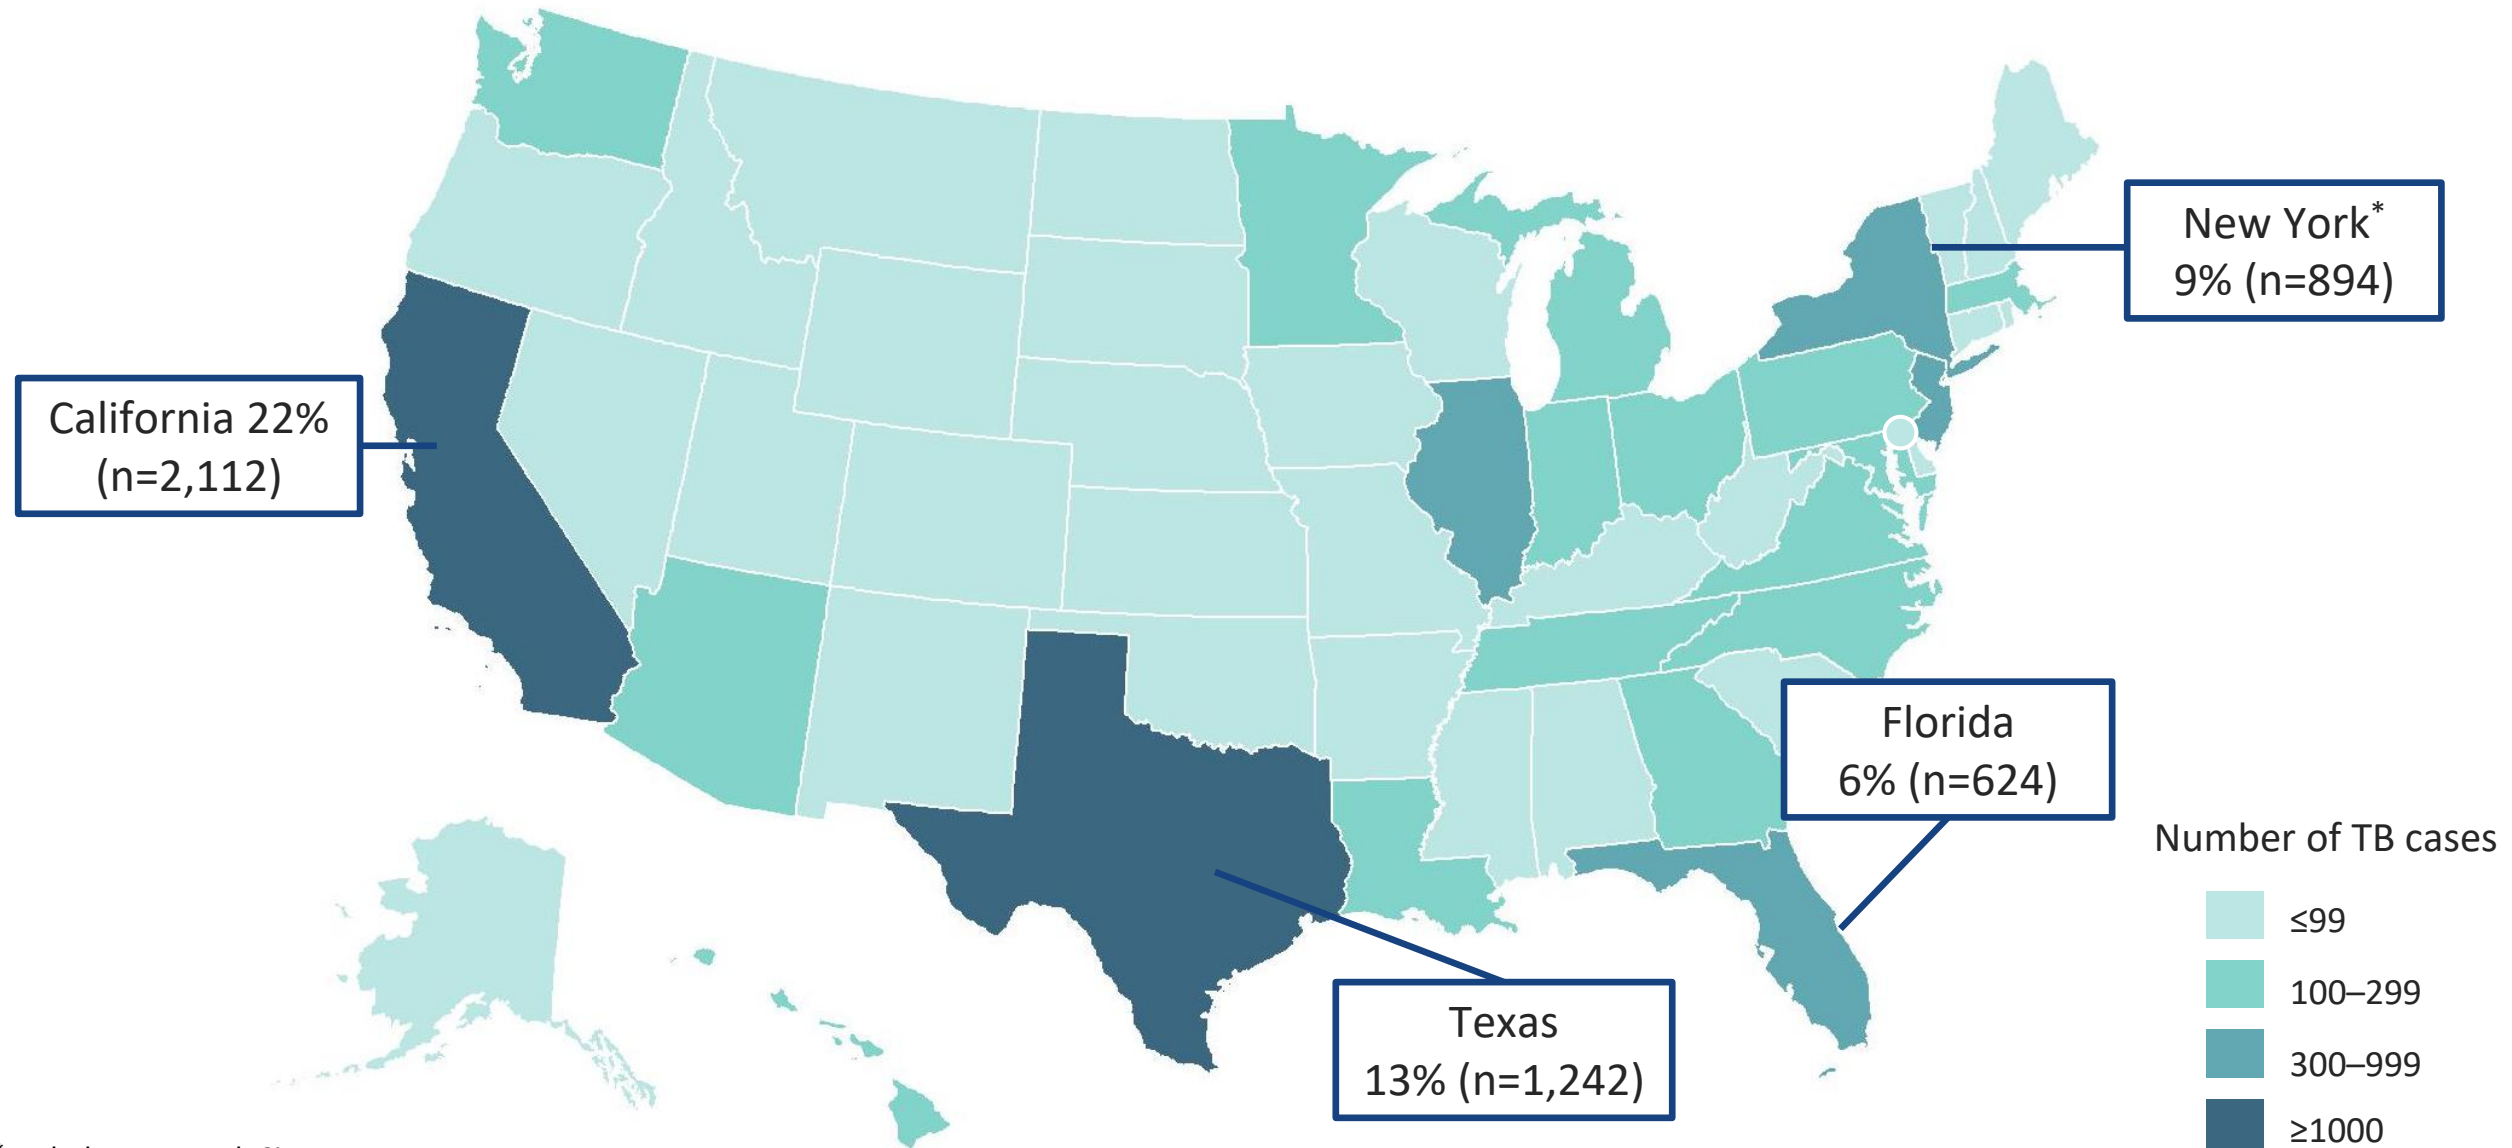 New York*
9% (n=894)
California 22%
(n=2,112)
Florida
6% (n=624)
Number of TB cases
≤99
100–299
300–999
≥1000
Texas
13% (n=1,242)